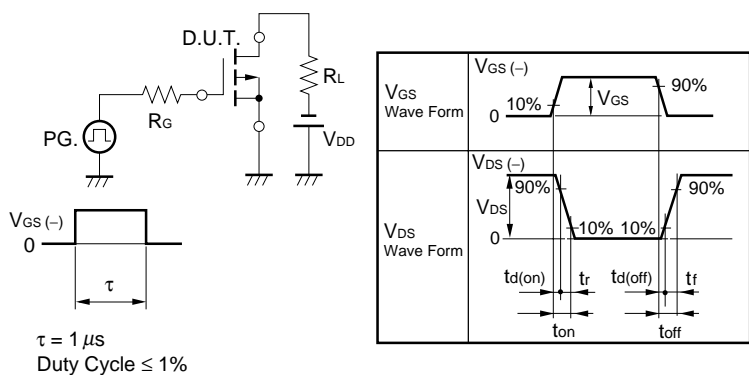 D.U.T.
RL
RG
PG.
VDD
VGS (−)
0
τ
τ = 1 μs
Duty Cycle ≤ 1%
VGS
Wave Form
VGS (−)
10%
90%
VGS
0
VDS
Wave Form
VDS (−)
90%
90%
VDS
10%
10%
0
td(on)
tr
td(off)
tf
ton
toff